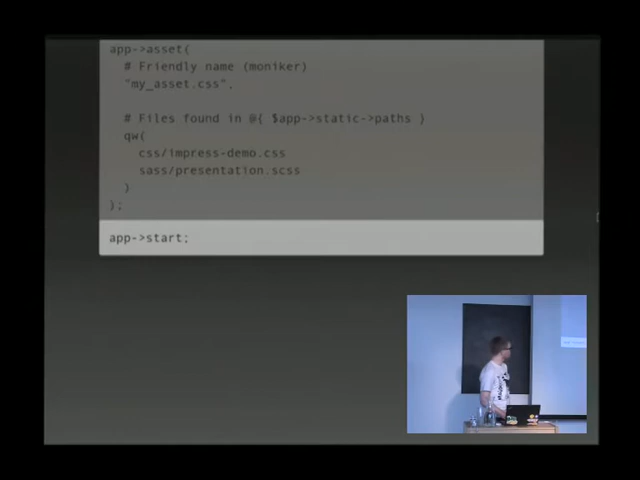 app->asset(
# Friendly name (moniker)
"my_asset.css",
# Files found in @{ $app->static->paths }
qw(
css/impress-demo.css
sass/presentation.scss
)
);
app->start;